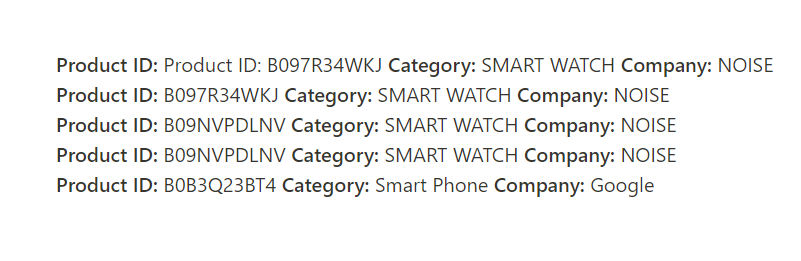 Product ID: Product ID: B097R34WKJ Category: SMART WATCH Company: NOISE
Product ID: B097R34WKJ Category: SMART WATCH Company: NOISE
Product ID: B09NVPDLNV Category: SMART WATCH Company: NOISE
Product ID: B09NVPDLNV Category: SMART WATCH Company: NOISE
Product ID: B0B3Q23BT4 Category: Smart Phone Company: Google